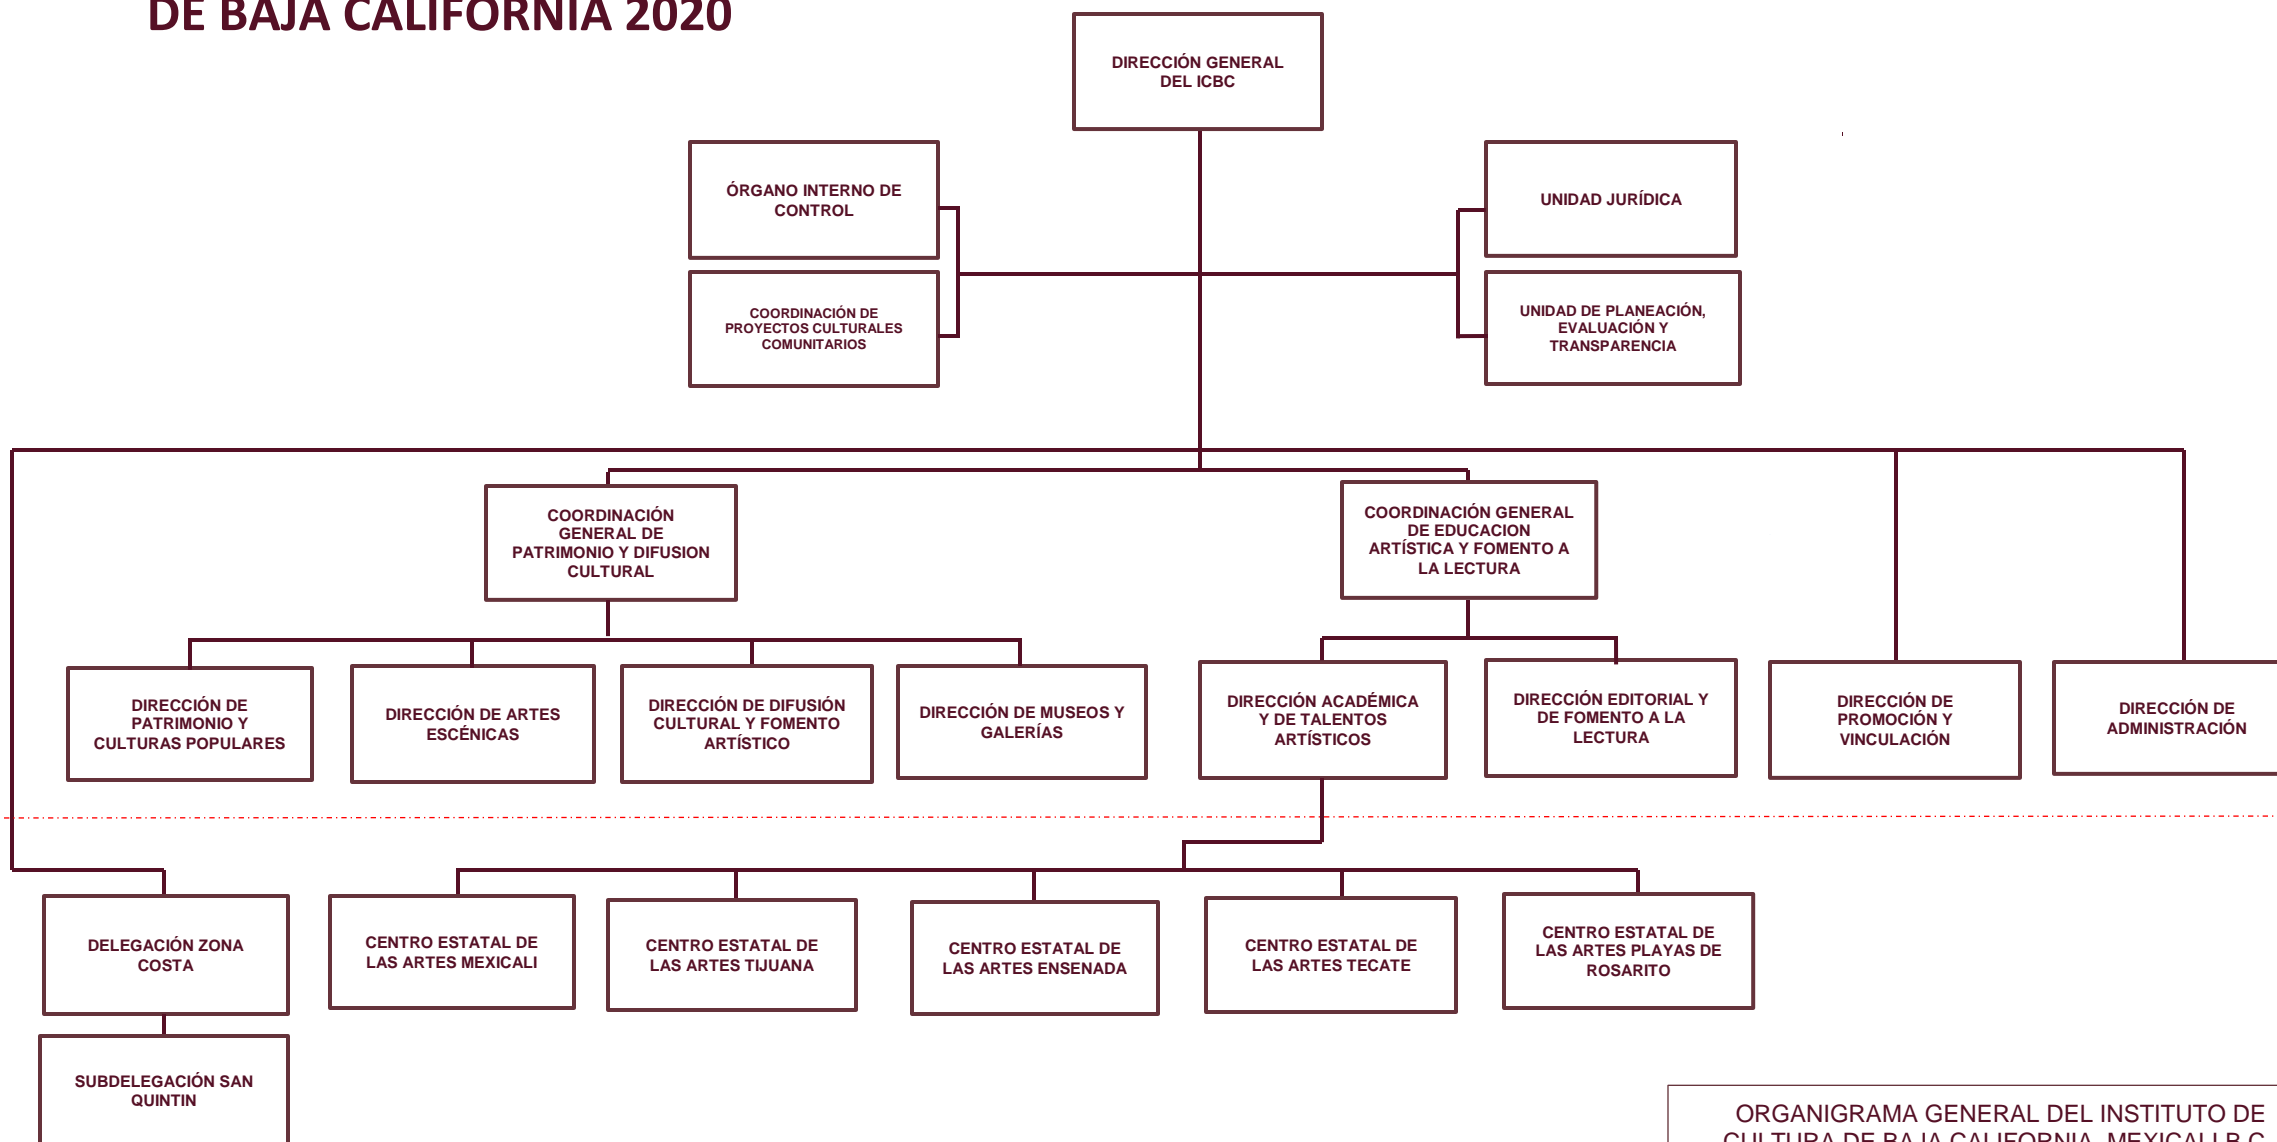 DE BAJA CALIFORNIA 2020
DIRECCIÓN GENERAL
DEL ICBC
ÓRGANO INTERNO DE
CONTROL
UNIDAD JURÍDICA
COORDINACIÓN DE
PROYECTOS CULTURALES
COMUNITARIOS
UNIDAD DE PLANEACIÓN,
EVALUACIÓN Y
TRANSPARENCIA
COORDINACIÓN
GENERAL DE
PATRIMONIO Y DIFUSION
CULTURAL
COORDINACIÓN GENERAL
DE EDUCACION
ARTÍSTICA Y FOMENTO A
LA LECTURA
DIRECCIÓN DE
PATRIMONIO Y
CULTURAS POPULARES
DIRECCIÓN DE ARTES
ESCÉNICAS
DIRECCIÓN DE DIFUSIÓN
CULTURAL Y FOMENTO
ARTÍSTICO
DIRECCIÓN DE MUSEOS Y
GALERÍAS
DIRECCIÓN ACADÉMICA
Y DE TALENTOS
ARTÍSTICOS
DIRECCIÓN EDITORIAL Y
DE FOMENTO A LA
LECTURA
DIRECCIÓN DE
PROMOCIÓN Y
VINCULACIÓN
DIRECCIÓN DE
ADMINISTRACIÓN
DELEGACIÓN ZONA
COSTA
CENTRO ESTATAL DE
LAS ARTES MEXICALI
CENTRO ESTATAL DE
LAS ARTES TIJUANA
CENTRO ESTATAL DE
LAS ARTES ENSENADA
CENTRO ESTATAL DE
LAS ARTES TECATE
CENTRO ESTATAL DE
LAS ARTES PLAYAS DE
ROSARITO
SUBDELEGACIÓN SAN
QUINTIN
ORGANIGRAMA GENERAL DEL INSTITUTO DE
CULTURA DE BAJA CALIFORNIA, MEXICALI B.C.